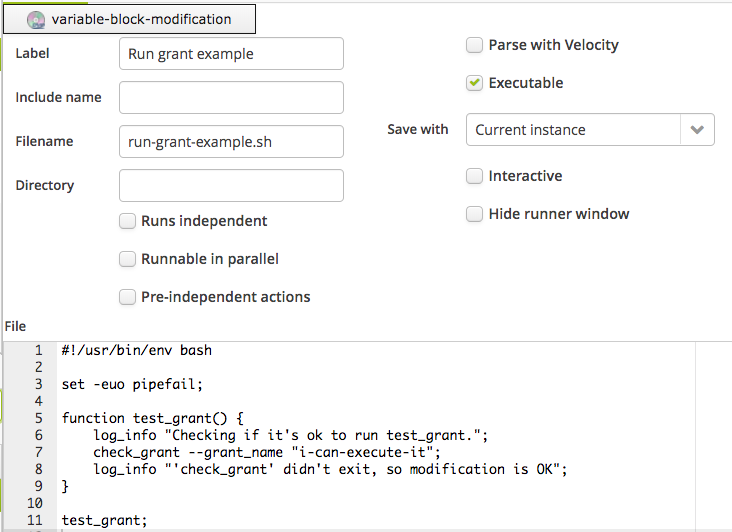 variable-block-modification
Label Run grant example
Include name
Filename run-grant-example.sh
Directory
Runs independent
Runnable in parallel
Pre-independent actions
Parse with Velocity
Executable
Save with Current instance
Interactive
Hide runner window
File
1 #!/usr/bin/env bash
2
3 set -euo pipefail;
4
5 function test_grant() {
6     log_info "Checking if it's ok to run test_grant.";
7     check_grant --grant_name "i-can-execute-it";
8     log_info "'check_grant' didn't exit, so modification is OK";
9 }
10
11 test_grant;